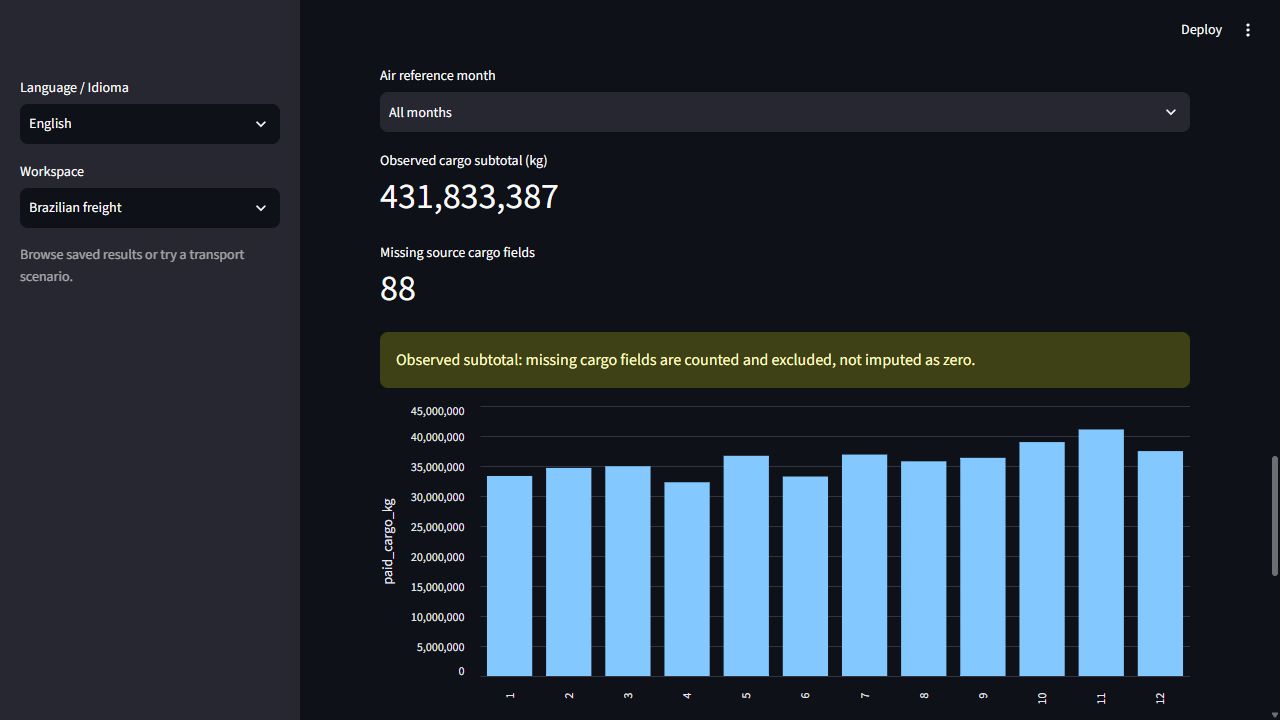 Deploy
Language / Idioma
English
Workspace
Brazilian freight
Browse saved results or try a transport
scenario.
Air reference month
All months
Observed cargo subtotal (kg)
431,833,387
Missing source cargo fields
88
Observed subtotal: missing cargo fields are counted and excluded, not imputed as zero.
45,000,000
40,000,000
35,000,000
30,000,000
25,000,000
20,000,000
15,000,000
10,000,000
5,000,000
0
paid_cargo_kg
1 2 3 4 5 6 7 8 9 10 11 12